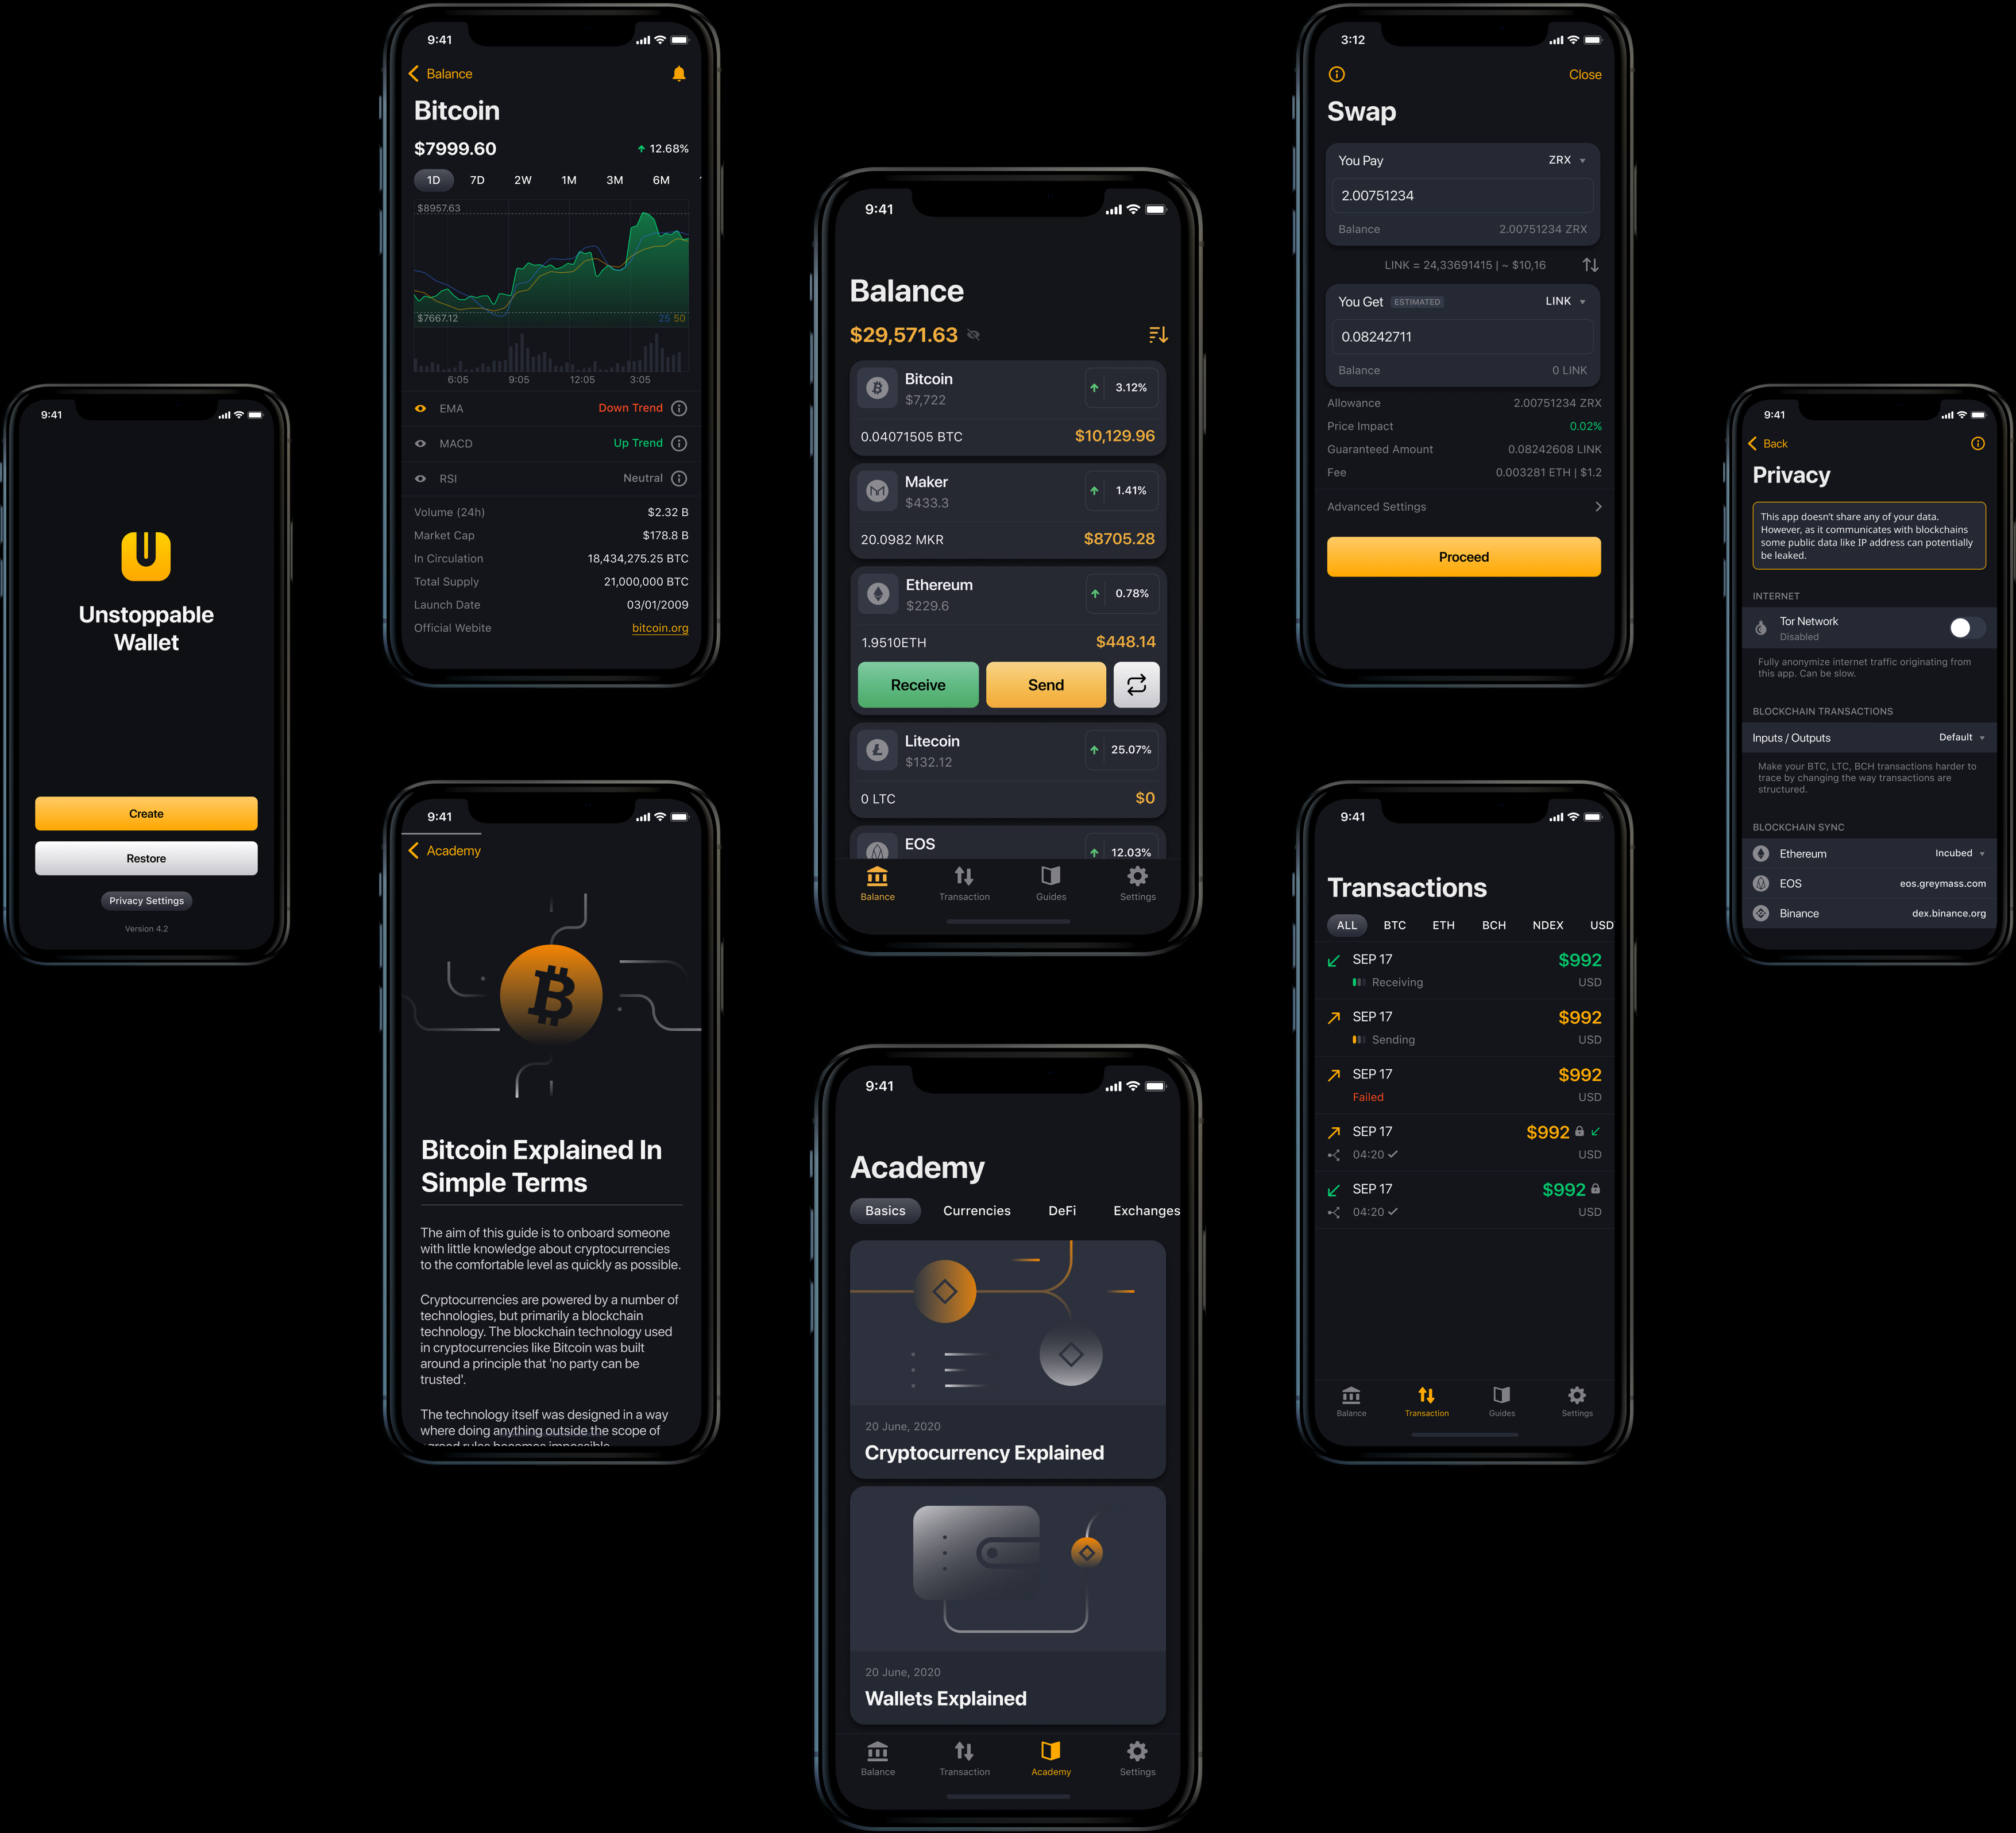 9:41
Unstoppable
Wallet
Create
Restore
Privacy Settings
Version 4.2
9:41
Balance
Bitcoin
$7999.60 12.68%
1D 7D 2W 1M 3M 6M
$8957.63
$7667.12 25 50
6:05 9:05 12:05 3:05
EMA Down Trend
MACD Up Trend
RSI Neutral
Volume (24h) $2.32 B
Market Cap $178.8 B
In Circulation 18,434,275.25 BTC
Total Supply 21,000,000 BTC
Launch Date 03/01/2009
Official Webite bitcoin.org
9:41
Academy
Bitcoin Explained In
Simple Terms
The aim of this guide is to onboard someone
with little knowledge about cryptocurrencies
to the comfortable level as quickly as possible.
Cryptocurrencies are powered by a number of
technologies, but primarily a blockchain
technology. The blockchain technology used
in cryptocurrencies like Bitcoin was built
around a principle that 'no party can be
trusted'.
The technology itself was designed in a way
where doing anything outside the scope of
agreed rules becomes impossible
9:41
Balance
$29,571.63
Bitcoin 3.12%
$7,722
0.04071505 BTC $10,129.96
Maker 1.41%
$433.3
20.0982 MKR $8705.28
Ethereum 0.78%
$229.6
1.9510ETH $448.14
Receive Send
Litecoin 25.07%
$132.12
0 LTC $0
EOS 12.03%
Balance Transaction Guides Settings
9:41
Academy
Basics Currencies DeFi Exchanges
20 June, 2020
Cryptocurrency Explained
20 June, 2020
Wallets Explained
Balance Transaction Academy Settings
3:12
Close
Swap
You Pay ZRX
2.00751234
Balance 2.00751234 ZRX
LINK = 24,33691415 | ~ $10,16
You Get ESTIMATED LINK
0.08242711
Balance 0 LINK
Allowance 2.00751234 ZRX
Price Impact 0.02%
Guaranteed Amount 0.08242608 LINK
Fee 0.003281 ETH | $1.2
Advanced Settings
Proceed
9:41
Transactions
ALL BTC ETH BCH NDEX USD
SEP 17 $992
Receiving USD
SEP 17 $992
Sending USD
SEP 17 $992
Failed USD
SEP 17 $992
04:20 USD
SEP 17 $992
04:20 USD
Balance Transaction Guides Settings
9:41
Back
Privacy
This app doesn't share any of your data.
However, as it communicates with blockchains
some public data like IP address can potentially
be leaked.
INTERNET
Tor Network
Disabled
Fully anonymize internet traffic originating from
this app. Can be slow.
BLOCKCHAIN TRANSACTIONS
Inputs / Outputs Default
Make your BTC, LTC, BCH transactions harder to
trace by changing the way transactions are
structured.
BLOCKCHAIN SYNC
Ethereum Incubed
EOS eos.greymass.com
Binance dex.binance.org